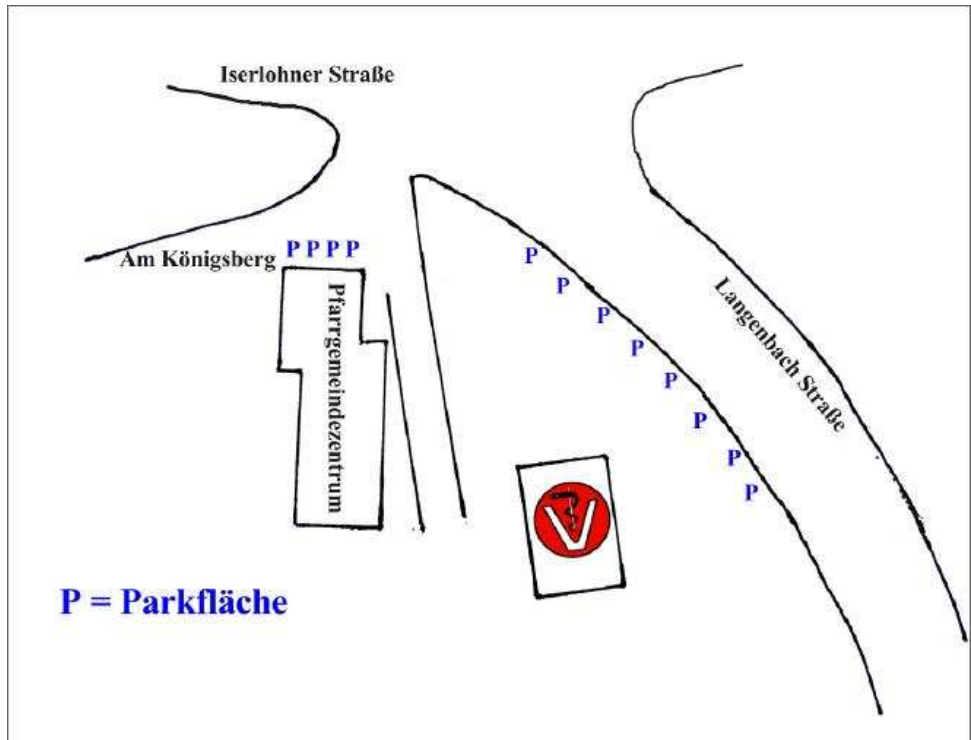 Iserlohner Straße
P P P P
Am Königsberg
Pfarrgemeindezentrum
P
P
P
P
P
P
P
P
Langenbach Straße
V
P = Parkfläche